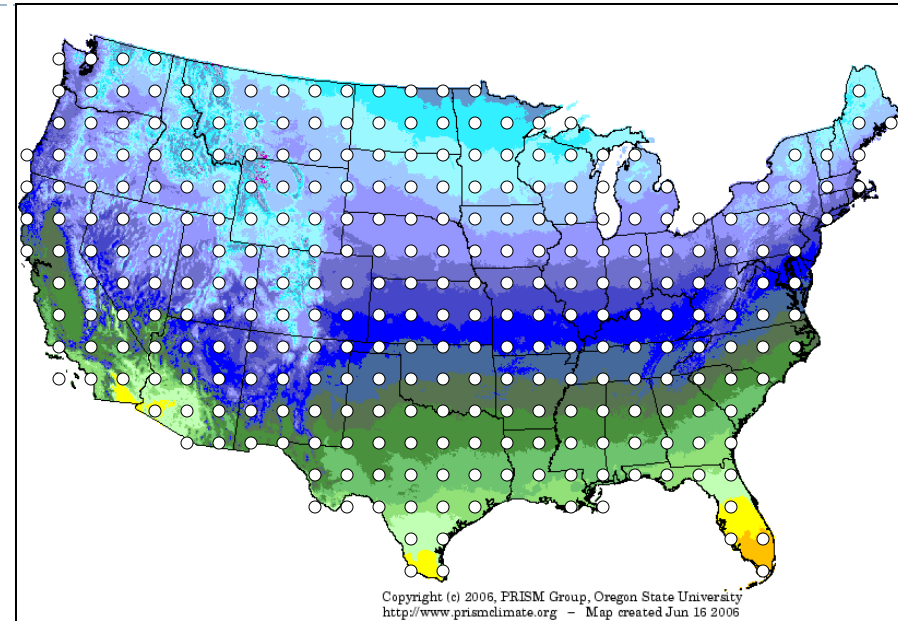 Copyright (c) 2006, PRISM Group, Oregon State University
http://www.prismclimate.org – Map created Jun 16 2006